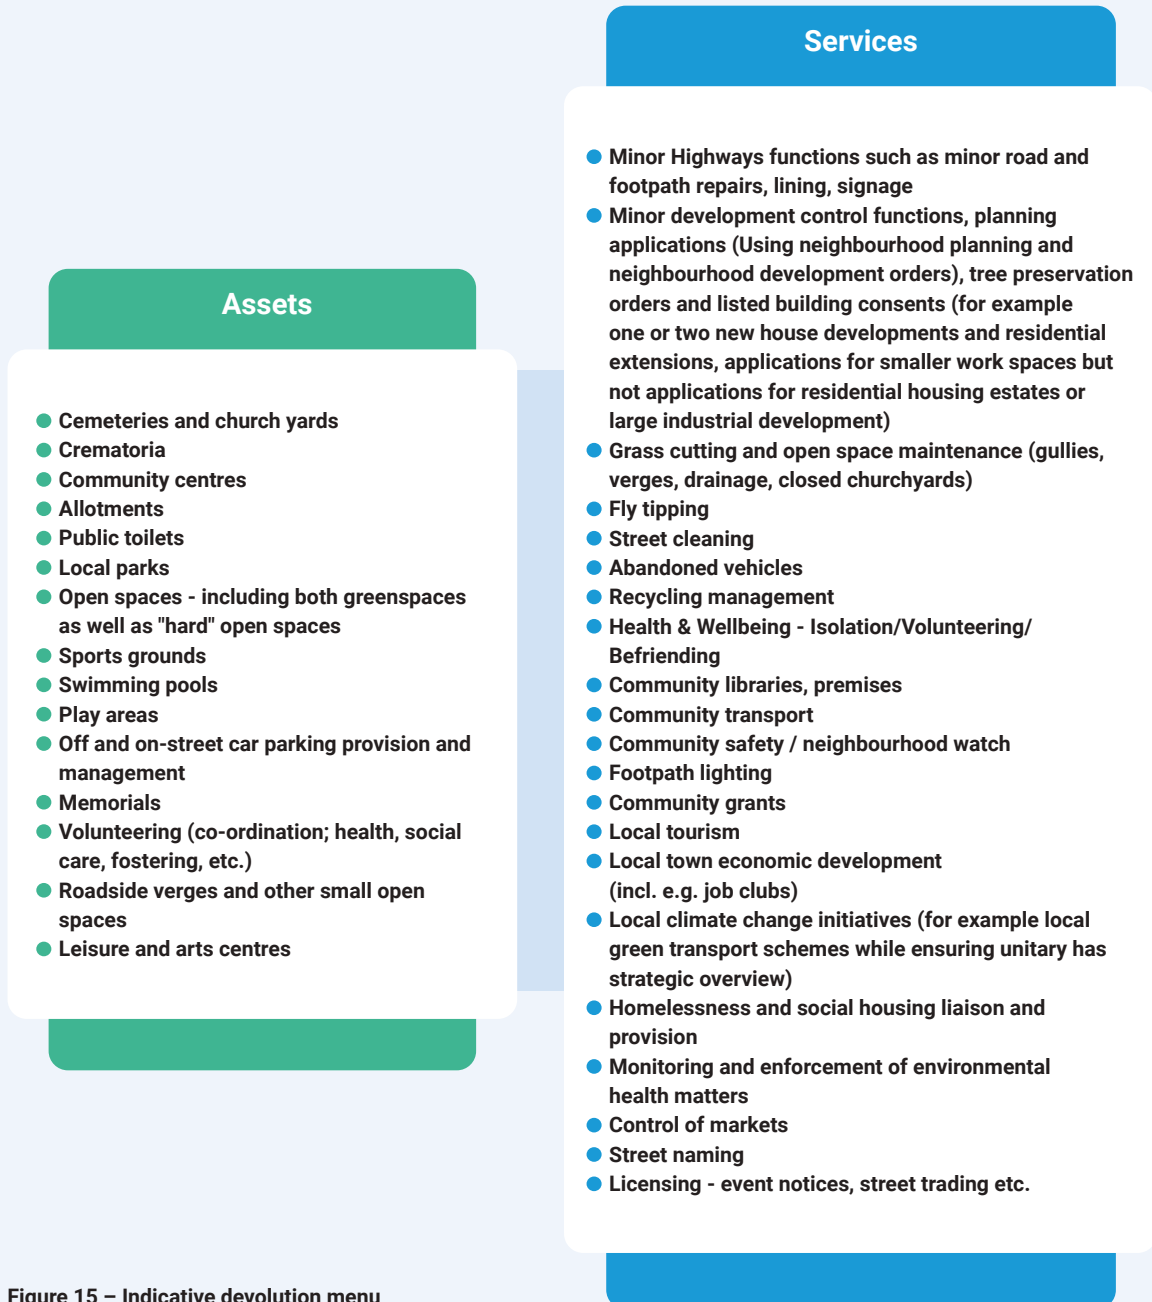 Assets
● Cemeteries and church yards
● Crematoria
● Community centres
● Allotments
● Public toilets
● Local parks
● Open spaces - including both greenspaces
as well as "hard" open spaces
● Sports grounds
● Swimming pools
● Play areas
● Off and on-street car parking provision and
management
● Memorials
● Volunteering (co-ordination; health, social
care, fostering, etc.)
● Roadside verges and other small open
spaces
● Leisure and arts centres
Services
● Minor Highways functions such as minor road and
footpath repairs, lining, signage
● Minor development control functions, planning
applications (Using neighbourhood planning and
neighbourhood development orders), tree preservation
orders and listed building consents (for example
one or two new house developments and residential
extensions, applications for smaller work spaces but
not applications for residential housing estates or
large industrial development)
● Grass cutting and open space maintenance (gullies,
verges, drainage, closed churchyards)
● Fly tipping
● Street cleaning
● Abandoned vehicles
● Recycling management
● Health & Wellbeing - Isolation/Volunteering/
Befriending
● Community libraries, premises
● Community transport
● Community safety / neighbourhood watch
● Footpath lighting
● Community grants
● Local tourism
● Local town economic development
(incl. e.g. job clubs)
● Local climate change initiatives (for example local
green transport schemes while ensuring unitary has
strategic overview)
● Homelessness and social housing liaison and
provision
● Monitoring and enforcement of environmental
health matters
● Control of markets
● Street naming
● Licensing - event notices, street trading etc.
Figure 15 – Indicative devolution menu